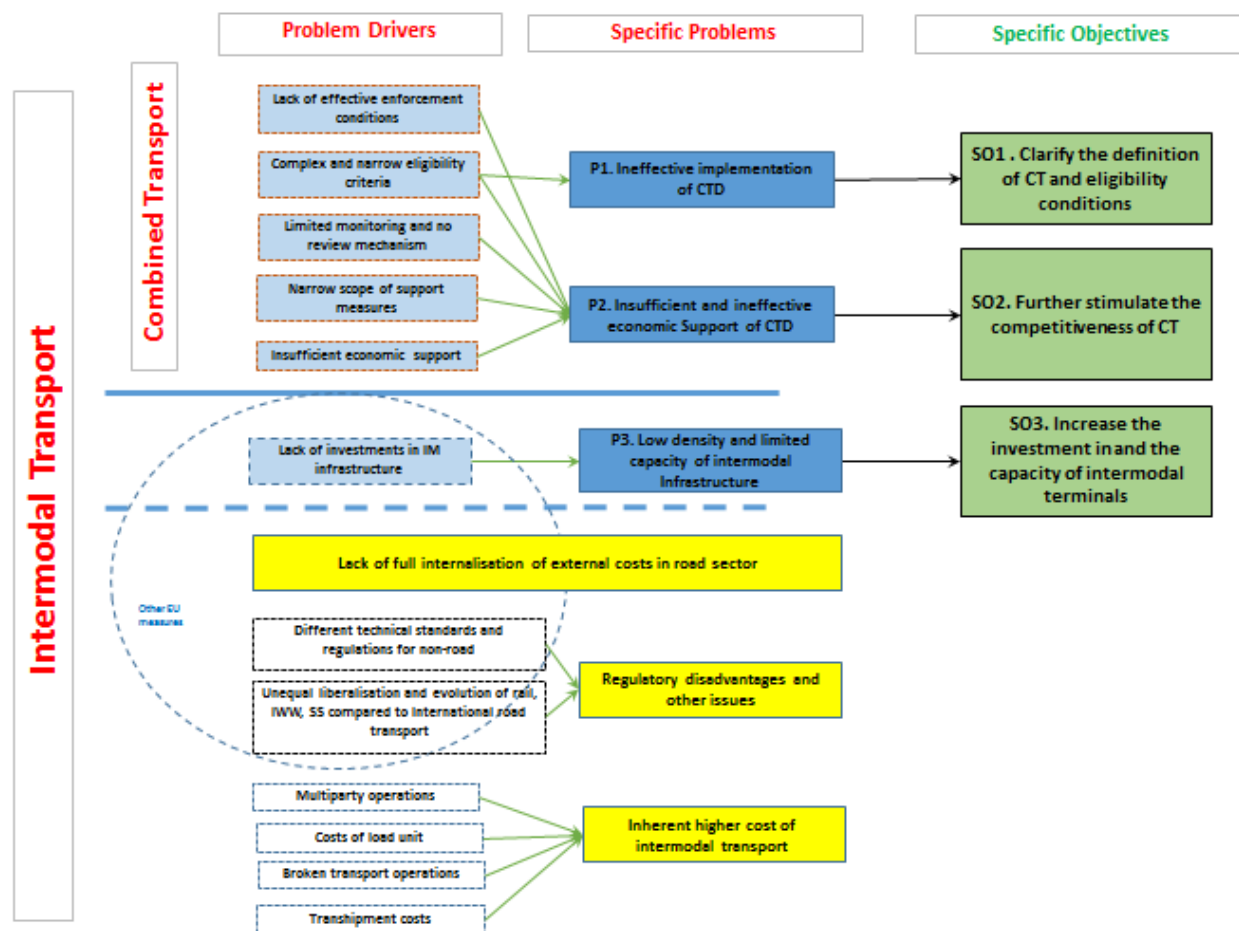 Problem Drivers
Specific Problems
Specific Objectives
Intermodal Transport
Combined Transport
Lack of effective enforcement
conditions
Complex and narrow eligibility
criteria
Limited monitoring and no
review mechanism
Narrow scope of support
measures
Insufficient economic support
P1. Ineffective implementation
of CTD
P2. Insufficient and ineffective
economic Support of CTD
SO1 . Clarify the definition
of CT and eligibility
conditions
SO2. Further stimulate the
competitiveness of CT
Lack of investments in IM
infrastructure
P3. Low density and limited
capacity of intermodal
Infrastructure
SO3. Increase the
investment in and the
capacity of intermodal
terminals
Lack of full internalisation of external costs in road sector
Other EU
measures
Different technical standards and
regulations for non-road
Unequal liberalisation and evolution of rail,
IWW, SS compared to International road
transport
Regulatory disadvantages and
other issues
Multiparty operations
Costs of load unit
Broken transport operations
Transhipment costs
Inherent higher cost of
intermodal transport